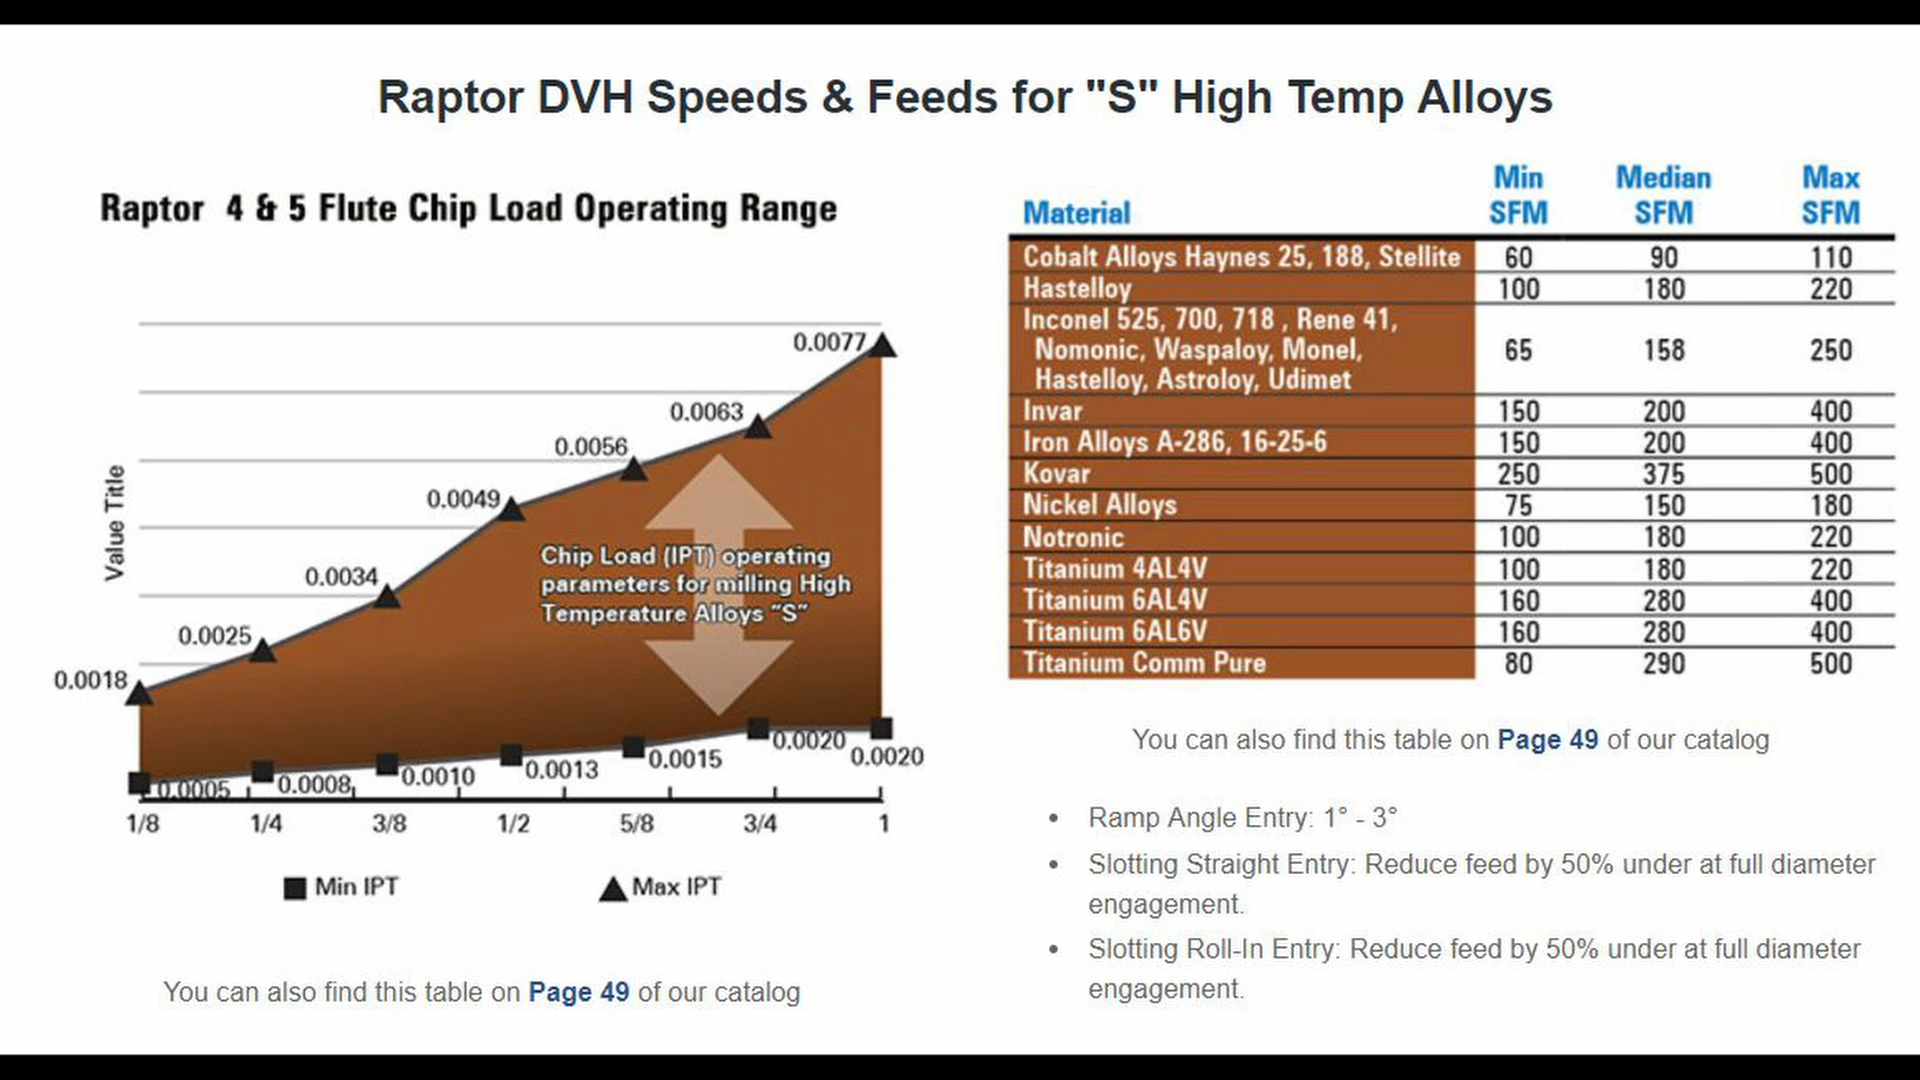 Raptor DVH Speeds & Feeds for "S" High Temp Alloys
Raptor 4 & 5 Flute Chip Load Operating Range
Value Title
0.0077
0.0063
0.0056
0.0049
0.0034
0.0025
0.0018
Chip Load (IPT) operating
parameters for milling High
Temperature Alloys “S”
0.0005
0.0008
0.0010
0.0013
0.0015
0.0020
0.0020
1/8 1/4 3/8 1/2 5/8 3/4 1
Min IPT Max IPT
You can also find this table on Page 49 of our catalog
Min Median Max
Material SFM SFM SFM
Cobalt Alloys Haynes 25, 188, Stellite 60 90 110
Hastelloy 100 180 220
Inconel 525, 700, 718 , Rene 41,
Nomonic, Waspaloy, Monel, 65 158 250
Hastelloy, Astroloy, Udimet
Invar 150 200 400
Iron Alloys A-286, 16-25-6 150 200 400
Kovar 250 375 500
Nickel Alloys 75 150 180
Notronic 100 180 220
Titanium 4AL4V 100 180 220
Titanium 6AL4V 160 280 400
Titanium 6AL6V 160 280 400
Titanium Comm Pure 80 290 500
You can also find this table on Page 49 of our catalog
• Ramp Angle Entry: 1° - 3°
• Slotting Straight Entry: Reduce feed by 50% under at full diameter
engagement.
• Slotting Roll-In Entry: Reduce feed by 50% under at full diameter
engagement.